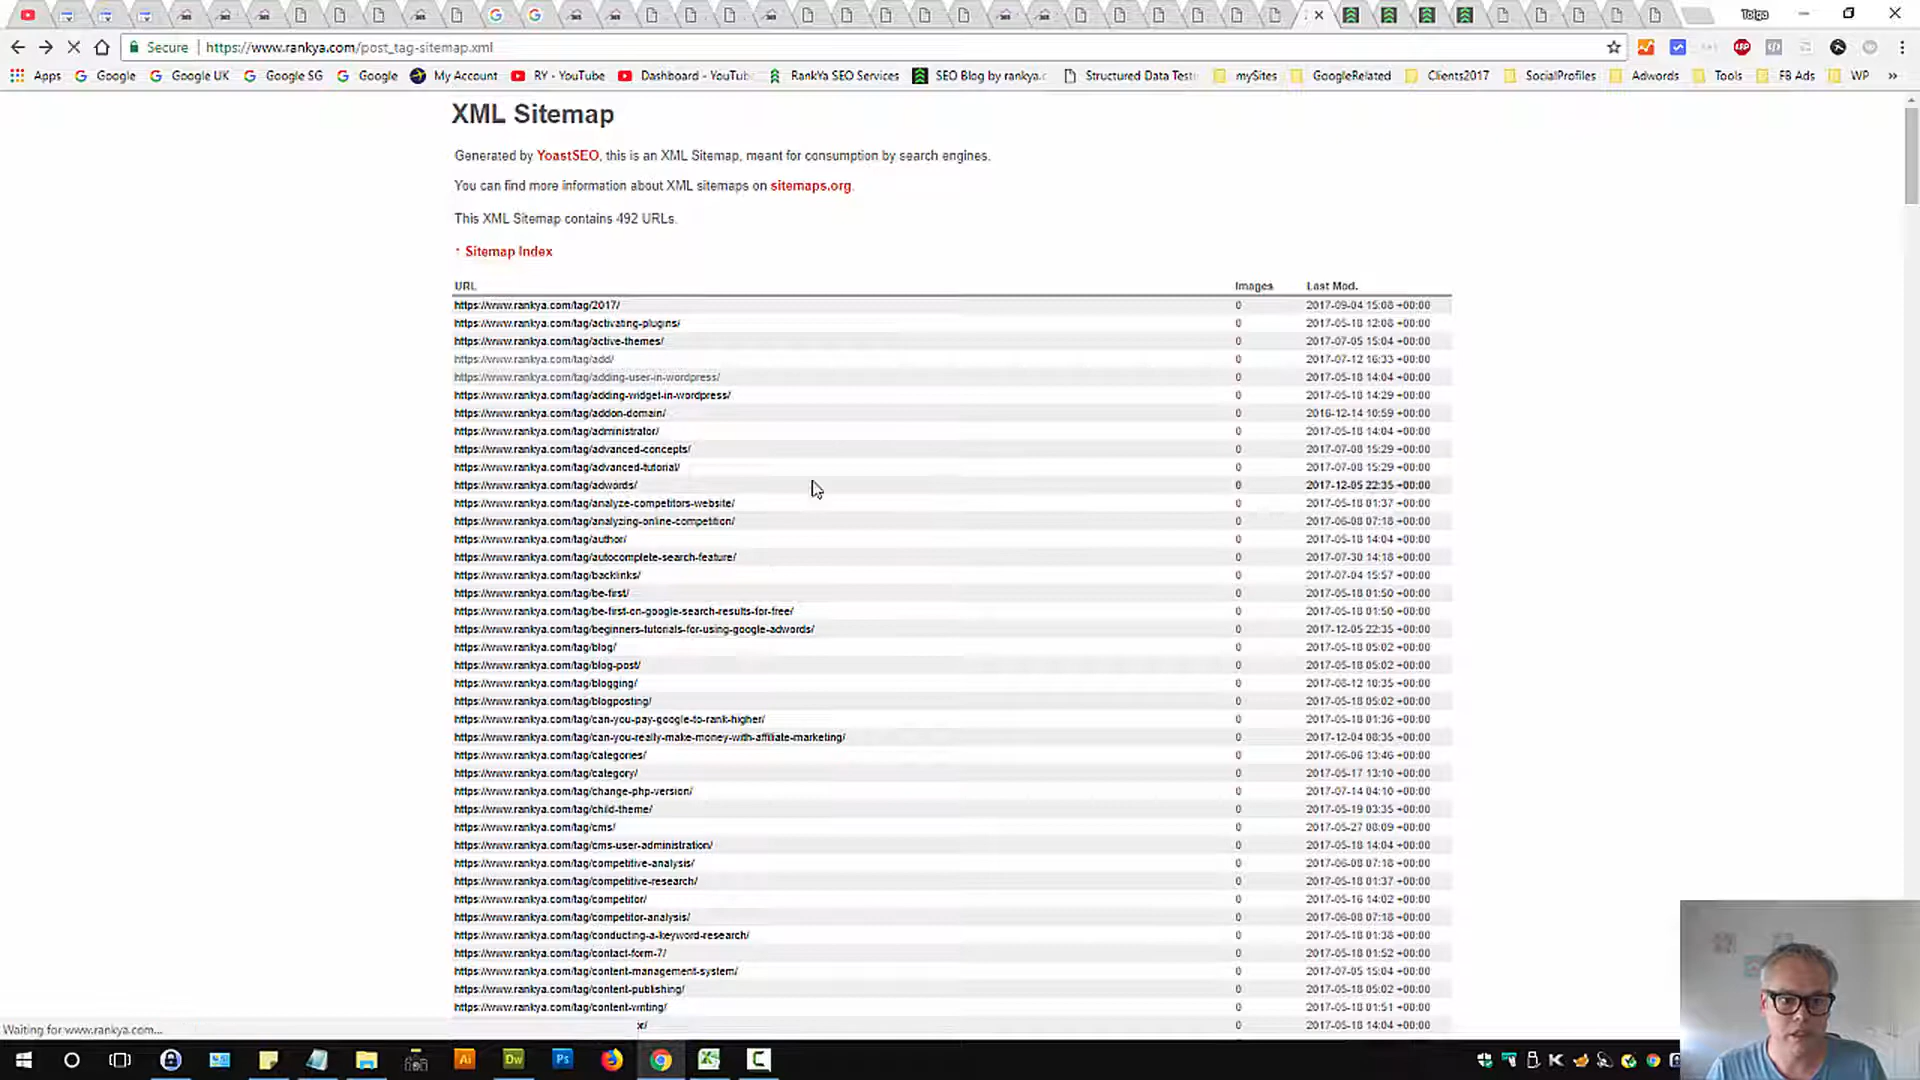 Tolga
Secure
https://www.rankya.com/post_tag-sitemap.xml
Apps
Google
Google UK
Google SG
Google
My Account
RY - YouTube
Dashboard - YouTub
RankYa SEO Services
SEO Blog by rankya.c
Structured Data Testi
mySites
GoogleRelated
Clients2017
SocialProfiles
Adwords
Tools
FB Ads
WP
»
XML Sitemap
Generated by YoastSEO, this is an XML Sitemap, meant for consumption by search engines.
You can find more information about XML sitemaps on sitemaps.org.
This XML Sitemap contains 492 URLs.
↑ Sitemap Index
URL Images Last Mod.
https://www.rankya.com/tag/2017/ 0 2017-09-04 15:08 +00:00
https://www.rankya.com/tag/activating-plugins/ 0 2017-05-18 12:08 +00:00
https://www.rankya.com/tag/active-themes/ 0 2017-07-05 15:04 +00:00
https://www.rankya.com/tag/add/ 0 2017-07-12 16:33 +00:00
https://www.rankya.com/tag/adding-user-in-wordpress/ 0 2017-05-18 14:04 +00:00
https://www.rankya.com/tag/adding-widget-in-wordpress/ 0 2017-05-18 14:29 +00:00
https://www.rankya.com/tag/addon-domain/ 0 2016-12-14 10:59 +00:00
https://www.rankya.com/tag/administrator/ 0 2017-05-18 14:04 +00:00
https://www.rankya.com/tag/advanced-concepts/ 0 2017-07-08 15:29 +00:00
https://www.rankya.com/tag/advanced-tutorial/ 0 2017-07-08 15:29 +00:00
https://www.rankya.com/tag/adwords/ 0 2017-12-05 22:35 +00:00
https://www.rankya.com/tag/analyze-competitors-website/ 0 2017-05-18 01:37 +00:00
https://www.rankya.com/tag/analyzing-online-competition/ 0 2017-06-08 07:18 +00:00
https://www.rankya.com/tag/author/ 0 2017-05-18 14:04 +00:00
https://www.rankya.com/tag/autocomplete-search-feature/ 0 2017-07-30 14:18 +00:00
https://www.rankya.com/tag/backlinks/ 0 2017-07-04 15:57 +00:00
https://www.rankya.com/tag/be-first/ 0 2017-05-18 01:50 +00:00
https://www.rankya.com/tag/be-first-on-google-search-results-for-free/ 0 2017-05-18 01:50 +00:00
https://www.rankya.com/tag/beginners-tutorials-for-using-google-adwords/ 0 2017-12-05 22:35 +00:00
https://www.rankya.com/tag/blog/ 0 2017-05-18 05:02 +00:00
https://www.rankya.com/tag/blog-post/ 0 2017-05-18 05:02 +00:00
https://www.rankya.com/tag/blogging/ 0 2017-08-12 10:35 +00:00
https://www.rankya.com/tag/blogposting/ 0 2017-05-18 05:02 +00:00
https://www.rankya.com/tag/can-you-pay-google-to-rank-higher/ 0 2017-05-18 01:36 +00:00
https://www.rankya.com/tag/can-you-really-make-money-with-affiliate-marketing/ 0 2017-12-04 08:35 +00:00
https://www.rankya.com/tag/categories/ 0 2017-06-06 13:46 +00:00
https://www.rankya.com/tag/category/ 0 2017-05-17 13:10 +00:00
https://www.rankya.com/tag/change-php-version/ 0 2017-07-14 04:10 +00:00
https://www.rankya.com/tag/child-theme/ 0 2017-05-19 03:35 +00:00
https://www.rankya.com/tag/cms/ 0 2017-05-27 08:09 +00:00
https://www.rankya.com/tag/cms-user-administration/ 0 2017-05-18 14:04 +00:00
https://www.rankya.com/tag/competitive-analysis/ 0 2017-06-08 07:18 +00:00
https://www.rankya.com/tag/competitive-research/ 0 2017-05-18 01:37 +00:00
https://www.rankya.com/tag/competitor/ 0 2017-05-16 14:02 +00:00
https://www.rankya.com/tag/competitor-analysis/ 0 2017-06-08 07:18 +00:00
https://www.rankya.com/tag/conducting-a-keyword-research/ 0 2017-05-18 01:38 +00:00
https://www.rankya.com/tag/contact-form-7/ 0 2017-05-18 01:52 +00:00
https://www.rankya.com/tag/content-management-system/ 0 2017-07-05 15:04 +00:00
https://www.rankya.com/tag/content-publishing/ 0 2017-05-18 05:02 +00:00
https://www.rankya.com/tag/content-writing/ 0 2017-05-18 01:51 +00:00
0 2017-05-18 14:04 +00:00
Waiting for www.rankya.com...
Ai
Dw
Ps